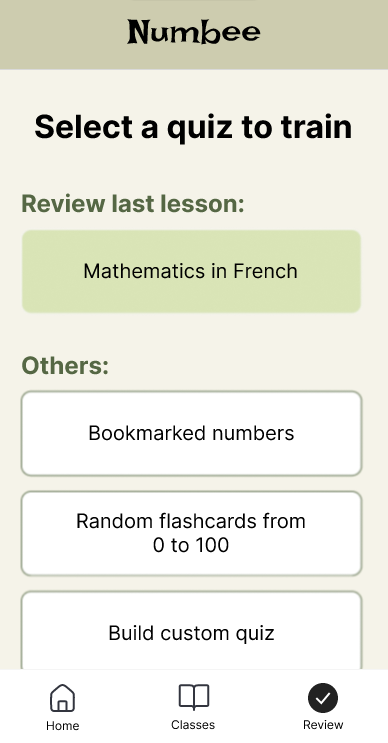 Numbee
Select a quiz to train
Review last lesson:
Mathematics in French
Others:
Bookmarked numbers
Random flashcards from
0 to 100
Build custom quiz
Home
Classes
Review